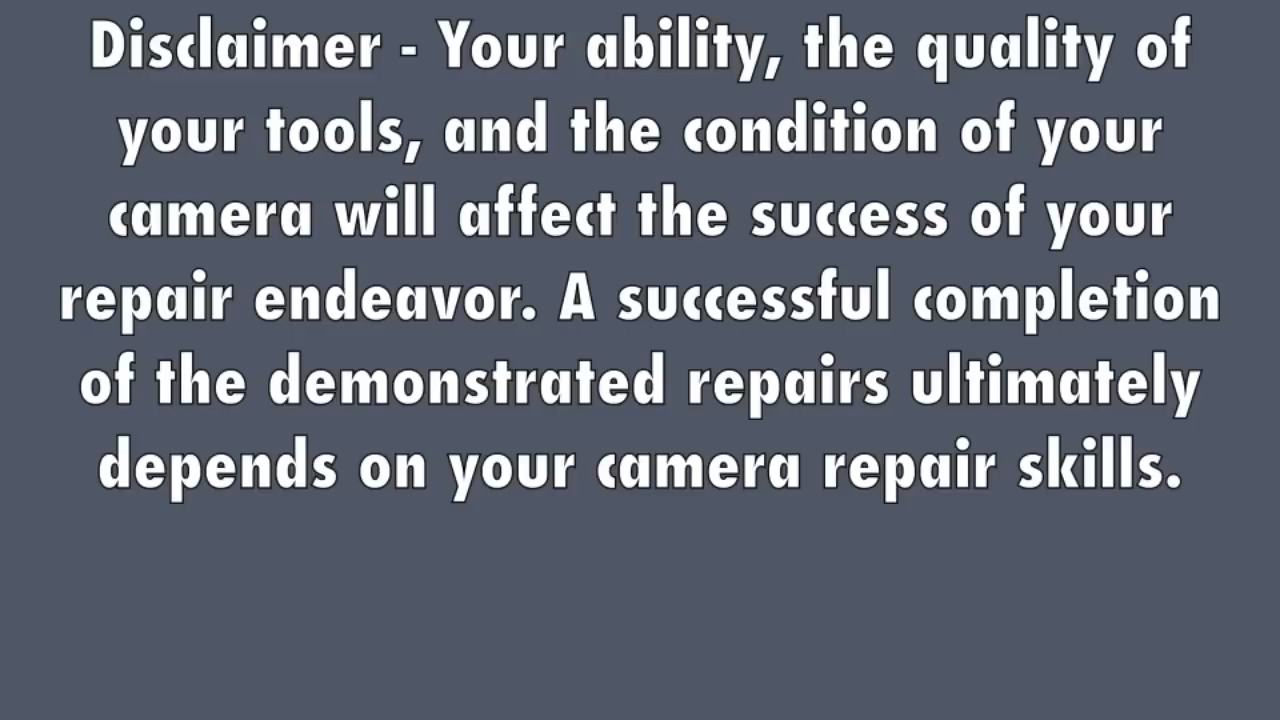 Disclaimer - Your ability, the quality of
your tools, and the condition of your
camera will affect the success of your
repair endeavor. A successful completion
of the demonstrated repairs ultimately
depends on your camera repair skills.